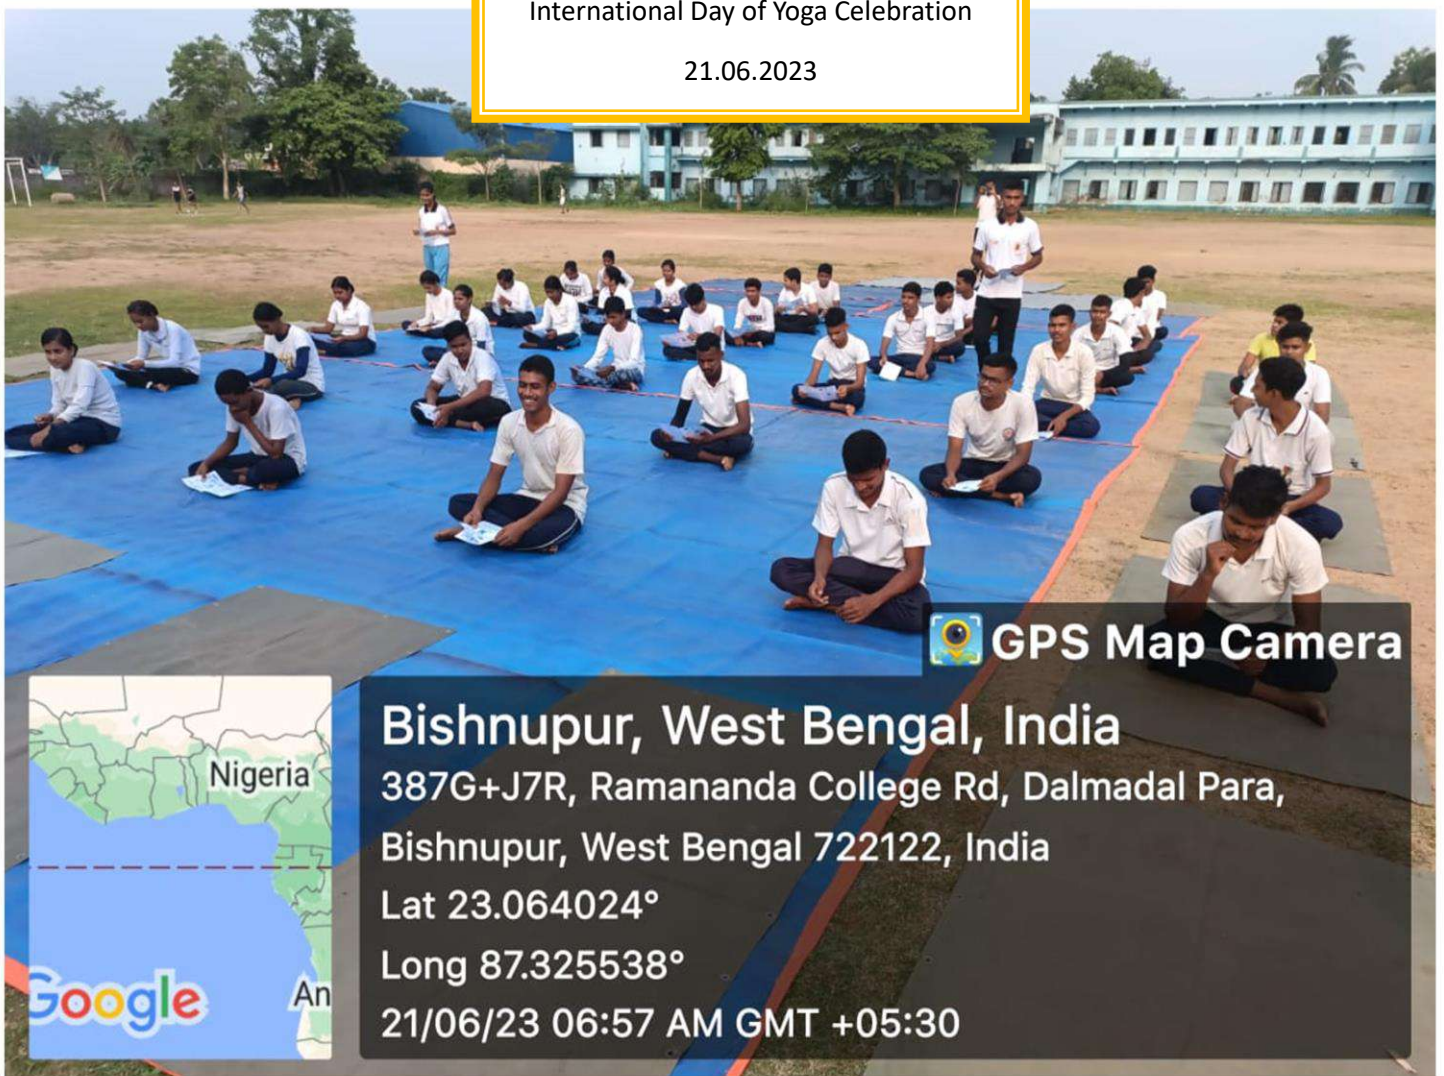 International Day of Yoga Celebration
21.06.2023
GPS Map Camera
Nigeria
An
Google
Bishnupur, West Bengal, India
387G+J7R, Ramananda College Rd, Dalmadal Para,
Bishnupur, West Bengal 722122, India
Lat 23.064024°
Long 87.325538°
21/06/23 06:57 AM GMT +05:30